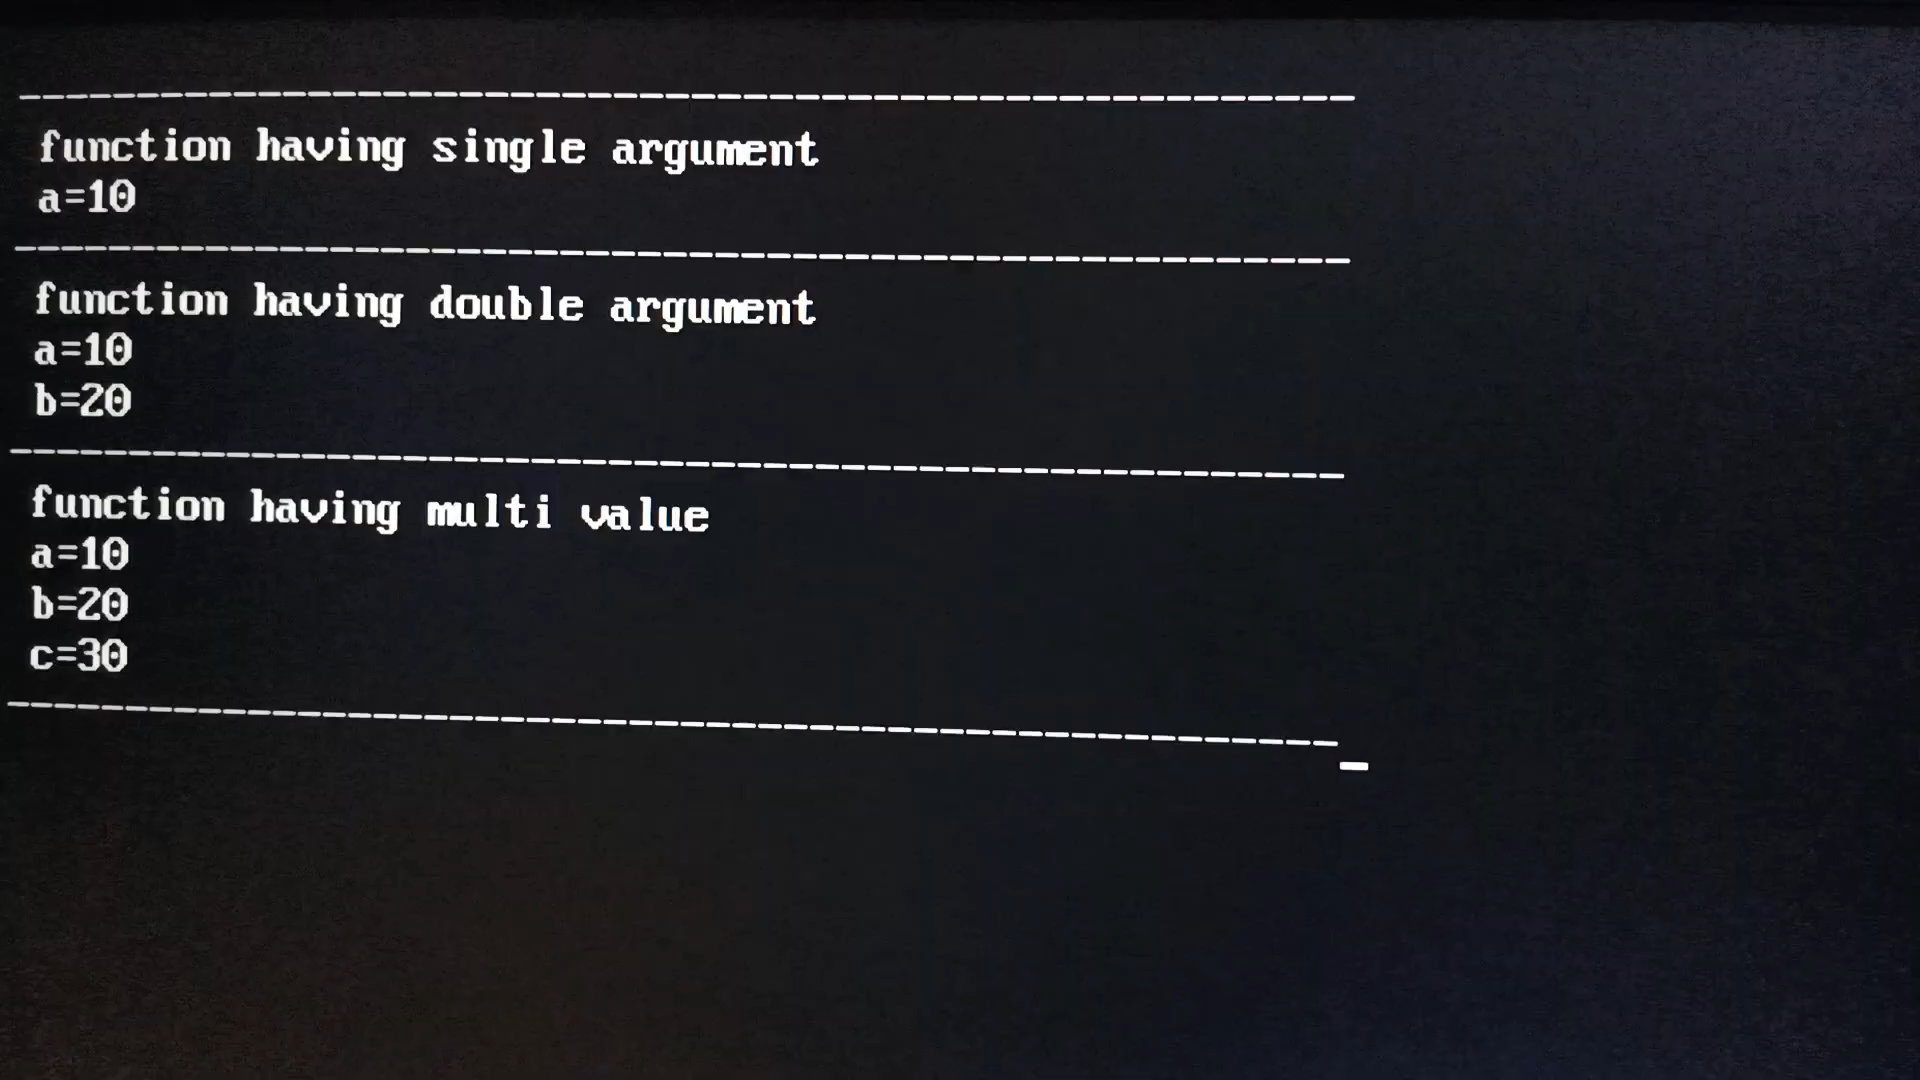 function having single argument
a=10
function having double argument
a=10
b=20
function having multi value
a=10
b=20
c=30